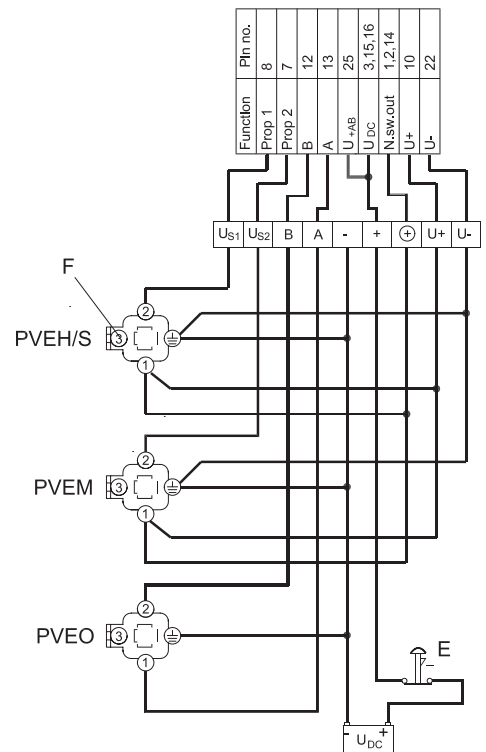 Function Pin no.
Prop 1 8
Prop 2 7
B 12
A 13
U +AB 25
U DC 3,15,16
N.sw.out 1,2,14
U+ 10
U- 22
US1 US2 B A - + + U+ U-
F
2
PVEH/S 3
1
2
PVEM 3
1
2
PVEO 3
1
E
- +
UDC